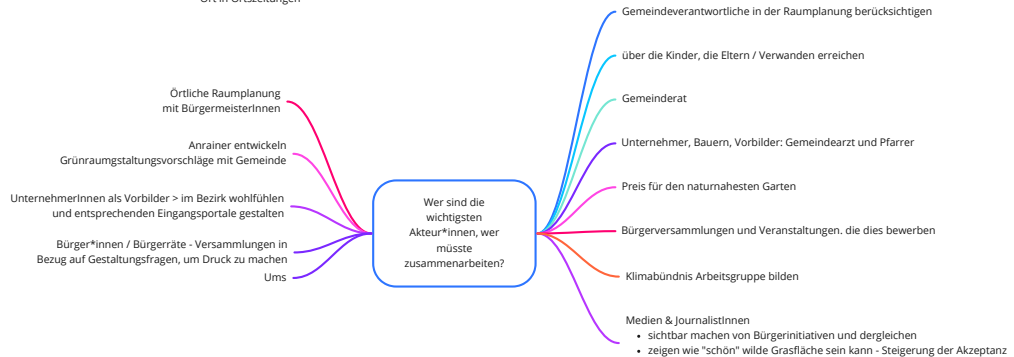 Ort in Ortszeitungen
Örtliche Raumplanung
mit BürgermeisterInnen
Anrainer entwickeln
Grünraumgstaltungsvorschläge mit Gemeinde
UnternehmerInnen als Vorbilder > im Bezirk wohlfühlen
und entsprechenden Eingangsportale gestalten
Bürger*innen / Bürgerräte - Versammlungen in
Bezug auf Gestaltungsfragen, um Druck zu machen
Ums
Wer sind die
wichtigsten
Akteur*innen, wer
müsste
zusammenarbeiten?
Gemeindeverantwortliche in der Raumplanung berücksichtigen
über die Kinder, die Eltern / Verwanden erreichen
Gemeinderat
Unternehmer, Bauern, Vorbilder: Gemeindearzt und Pfarrer
Preis für den naturnahesten Garten
Bürgerversammlungen und Veranstaltungen. die dies bewerben
Klimabündnis Arbeitsgruppe bilden
Medien & JournalistInnen
• sichtbar machen von Bürgerinitiativen und dergleichen
• zeigen wie "schön" wilde Grasfläche sein kann - Steigerung der Akzeptanz